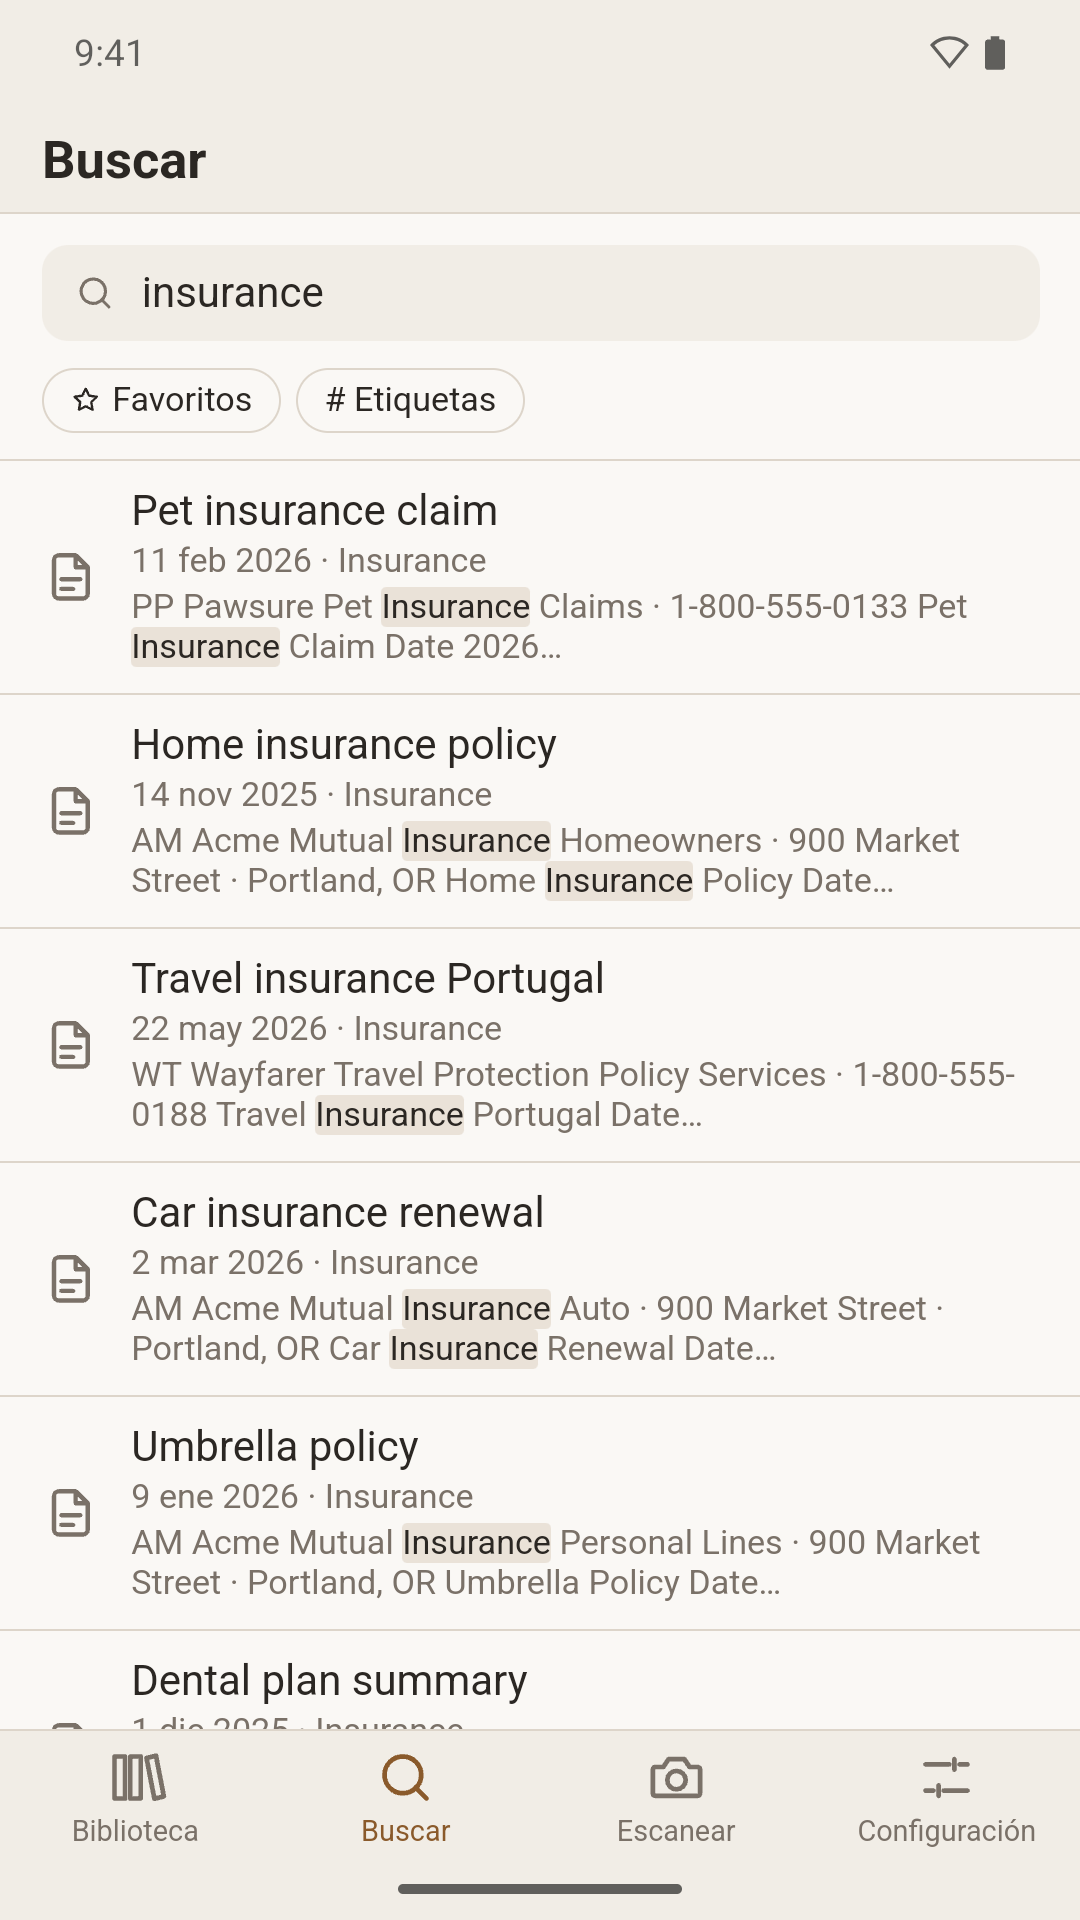 9:41
Buscar
insurance
Favoritos
# Etiquetas
Pet insurance claim
11 feb 2026 · Insurance
PP Pawsure Pet Insurance Claims · 1-800-555-0133 Pet
Insurance Claim Date 2026…
Home insurance policy
14 nov 2025 · Insurance
AM Acme Mutual Insurance Homeowners · 900 Market
Street · Portland, OR Home Insurance Policy Date…
Travel insurance Portugal
22 may 2026 · Insurance
WT Wayfarer Travel Protection Policy Services · 1-800-555-
0188 Travel Insurance Portugal Date…
Car insurance renewal
2 mar 2026 · Insurance
AM Acme Mutual Insurance Auto · 900 Market Street ·
Portland, OR Car Insurance Renewal Date…
Umbrella policy
9 ene 2026 · Insurance
AM Acme Mutual Insurance Personal Lines · 900 Market
Street · Portland, OR Umbrella Policy Date…
Dental plan summary
1 dic 2025 · Insurance
Biblioteca
Buscar
Escanear
Configuración